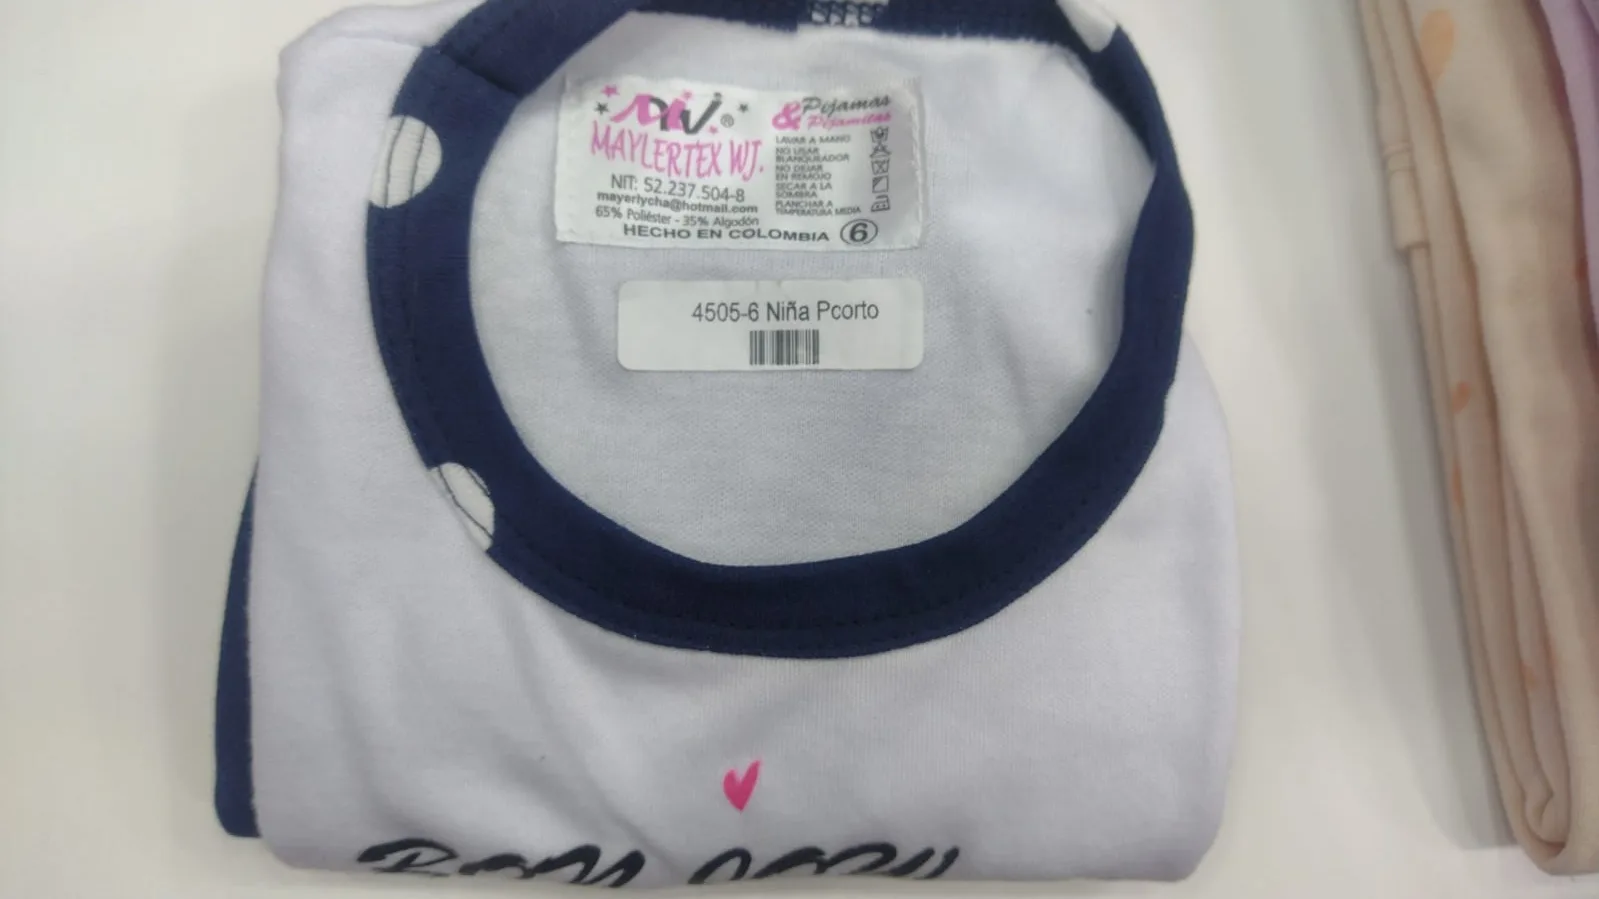 MAYLERTEX WJ.
NIT: 52.237.504-8
mayerlycha@hotmail.com
65% Poliéster - 35% Algodón
& Pijamas
Pijamitas
LAVAR A MANO
NO USAR
BLANQUEADOR
NO DEJAR
EN REMOJO
SECAR A LA
SOMBRA
PLANCHAR A
TEMPERATURA MEDIA
HECHO EN COLOMBIA 6
4505-6 Niña Pcorto